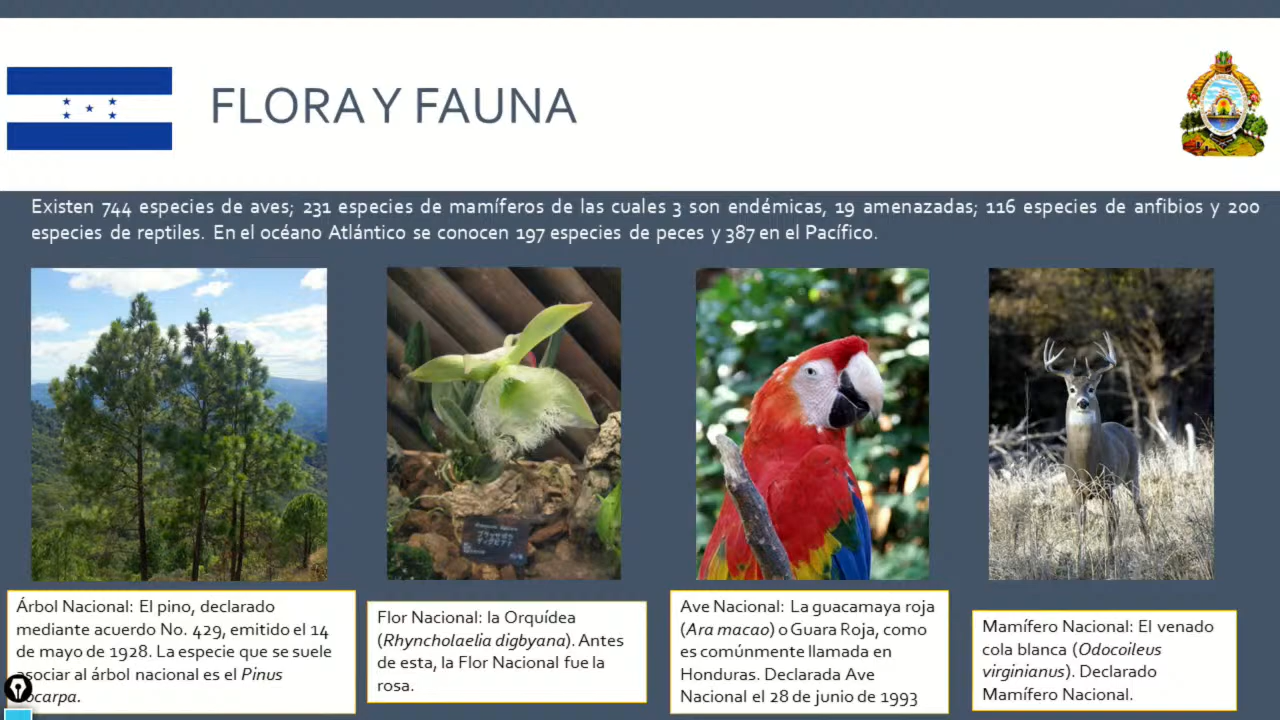 FLORA Y FAUNA
Existen 744 especies de aves; 231 especies de mamíferos de las cuales 3 son endémicas, 19 amenazadas; 116 especies de anfibios y 200
especies de reptiles. En el océano Atlántico se conocen 197 especies de peces y 387 en el Pacífico.
Árbol Nacional: El pino, declarado
mediante acuerdo No. 429, emitido el 14
de mayo de 1928. La especie que se suele
asociar al árbol nacional es el Pinus
Flor Nacional: la Orquídea
(Rhyncholaelia digbyana). Antes
de esta, la Flor Nacional fue la
rosa.
Ave Nacional: La guacamaya roja
(Ara macao) o Guara Roja, como
es comúnmente llamada en
Honduras. Declarada Ave
Nacional el 28 de junio de 1993
Mamífero Nacional: El venado
cola blanca (Odocoileus
virginianus). Declarado
Mamífero Nacional.